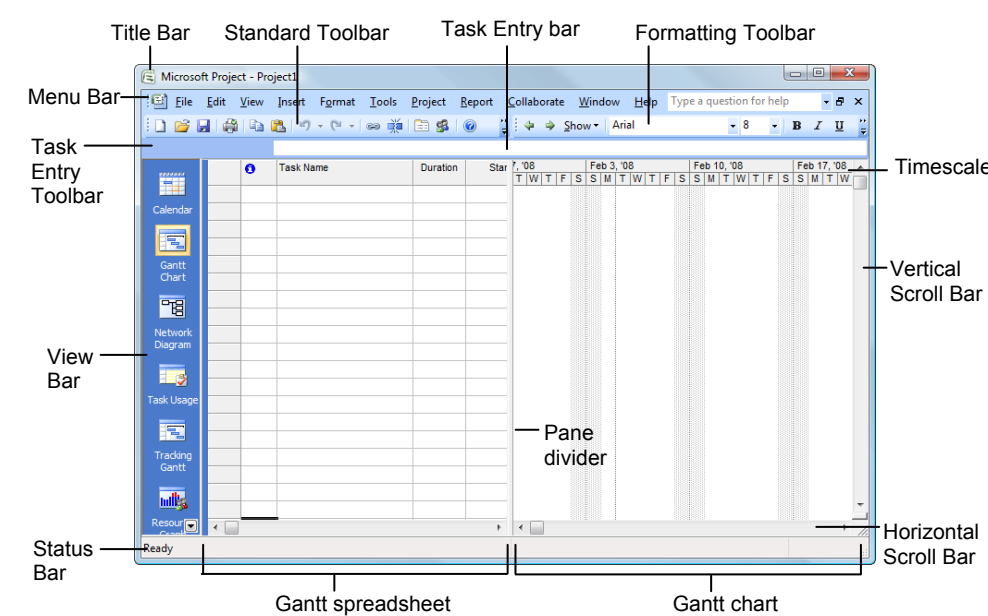 Title Bar
Standard Toolbar
Task Entry bar
Formatting Toolbar
Microsoft Project - Project1
Menu Bar
File Edit View Insert Format Tools Project Report Collaborate Window Help Type a question for help
Show Arial 8 B I U
Task
Entry
Toolbar
Task Name Duration Star
7, '08 Feb 3, '08 Feb 10, '08 Feb 17, '08
T W T F S S M T W T F S S M T W T F S S M T W
Timescale
Calendar
Gantt
Chart
Network
Diagram
Task Usage
Tracking
Gantt
Resour
View
Bar
Vertical
Scroll Bar
Pane
divider
Horizontal
Scroll Bar
Status
Bar
Ready
Gantt spreadsheet
Gantt chart